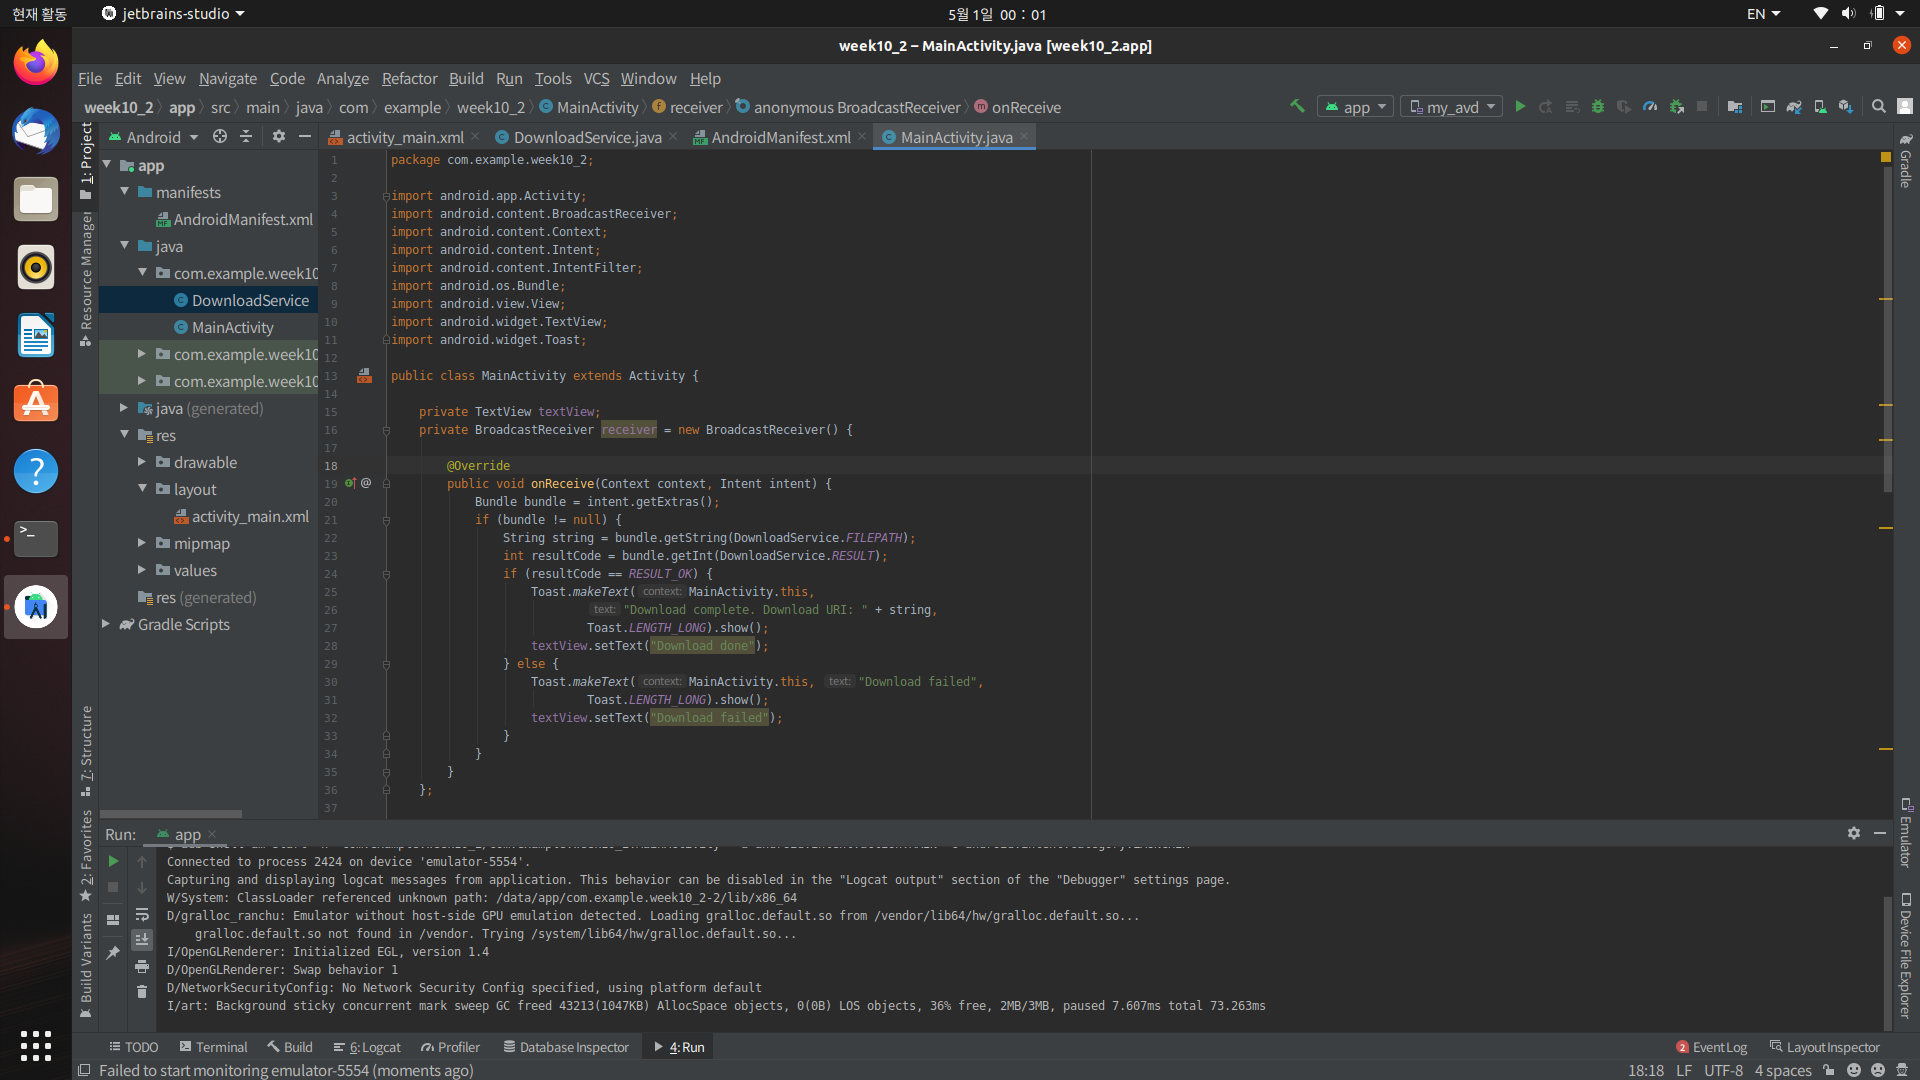 현재 활동
jetbrains-studio
5월 1일 00 : 01
EN
week10_2 – MainActivity.java [week10_2.app]
File Edit View Navigate Code Analyze Refactor Build Run Tools VCS Window Help
week10_2 app src main java com example week10_2 MainActivity receiver anonymous BroadcastReceiver onReceive
app my_avd
Android
activity_main.xml DownloadService.java AndroidManifest.xml MainActivity.java
1: Project
Resource Manager
7: Structure
2: Favorites
Build Variants
app
manifests
AndroidManifest.xml
java
com.example.week10
DownloadService
MainActivity
com.example.week10
com.example.week10
java (generated)
res
drawable
layout
activity_main.xml
mipmap
values
res (generated)
Gradle Scripts
1 package com.example.week10_2;
2
3 import android.app.Activity;
4 import android.content.BroadcastReceiver;
5 import android.content.Context;
6 import android.content.Intent;
7 import android.content.IntentFilter;
8 import android.os.Bundle;
9 import android.view.View;
10 import android.widget.TextView;
11 import android.widget.Toast;
12
13 public class MainActivity extends Activity {
14
15 private TextView textView;
16 private BroadcastReceiver receiver = new BroadcastReceiver() {
17
18 @Override
19 public void onReceive(Context context, Intent intent) {
20 Bundle bundle = intent.getExtras();
21 if (bundle != null) {
22 String string = bundle.getString(DownloadService.FILEPATH);
23 int resultCode = bundle.getInt(DownloadService.RESULT);
24 if (resultCode == RESULT_OK) {
25 Toast.makeText( context: MainActivity.this,
26 text: "Download complete. Download URI: " + string,
27 Toast.LENGTH_LONG).show();
28 textView.setText("Download done");
29 } else {
30 Toast.makeText( context: MainActivity.this, text: "Download failed",
31 Toast.LENGTH_LONG).show();
32 textView.setText("Download failed");
33 }
34 }
35 }
36 };
37
Gradle
Emulator
Device File Explorer
Run: app
Connected to process 2424 on device 'emulator-5554'.
Capturing and displaying logcat messages from application. This behavior can be disabled in the "Logcat output" section of the "Debugger" settings page.
W/System: ClassLoader referenced unknown path: /data/app/com.example.week10_2-2/lib/x86_64
D/gralloc_ranchu: Emulator without host-side GPU emulation detected. Loading gralloc.default.so from /vendor/lib64/hw/gralloc.default.so...
gralloc.default.so not found in /vendor. Trying /system/lib64/hw/gralloc.default.so...
I/OpenGLRenderer: Initialized EGL, version 1.4
D/OpenGLRenderer: Swap behavior 1
D/NetworkSecurityConfig: No Network Security Config specified, using platform default
I/art: Background sticky concurrent mark sweep GC freed 43213(1047KB) AllocSpace objects, 0(0B) LOS objects, 36% free, 2MB/3MB, paused 7.607ms total 73.263ms
TODO Terminal Build 6: Logcat Profiler Database Inspector 4: Run 2 Event Log Layout Inspector
Failed to start monitoring emulator-5554 (moments ago) 18:18 LF UTF-8 4 spaces